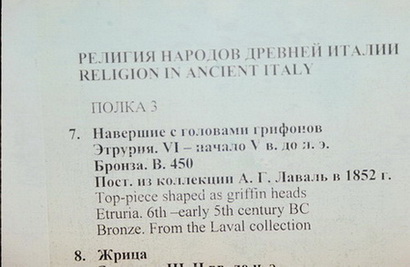 РЕЛИГИЯ НАРОДОВ ДРЕВНЕЙ ИТАЛИИ
RELIGION IN ANCIENT ITALY
ПОЛКА 3
7. Навершие с головами грифонов
Этрурия. VI – начало V в. до н. э.
Бронза. В. 450
Пост. из коллекции А. Г. Лаваль в 1852 г.
Top-piece shaped as griffin heads
Etruria. 6th –early 5th century BC
Bronze. From the Laval collection
8. Жрица